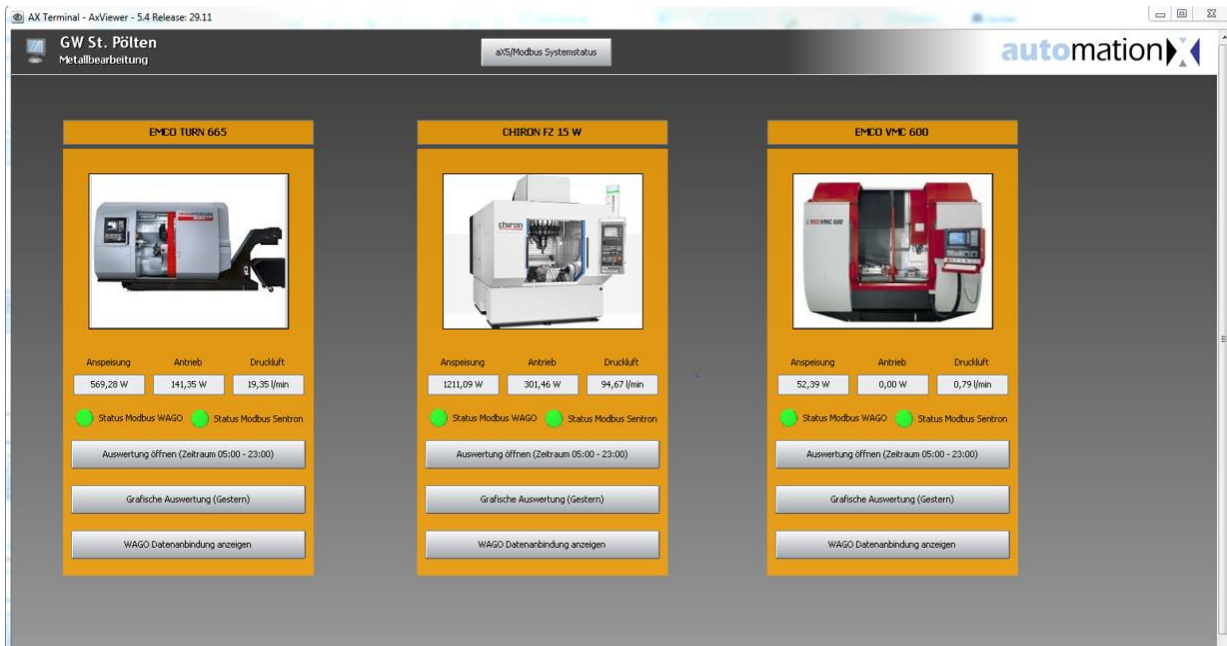 AX Terminal - AxViewer - 5.4 Release: 29.11
GW St. Pölten
Metallbearbeitung
aX5/Modbus Systemstatus
automationX
EMCO TURN 665
Anspeisung Antrieb Druckluft
569,28 W 141,35 W 19,35 l/min
Status Modbus WAGO Status Modbus Sentron
Auswertung öffnen (Zeitraum 05:00 - 23:00)
Grafische Auswertung (Gestern)
WAGO Datenanbindung anzeigen
CHIRON FZ 15 W
chiron
Anspeisung Antrieb Druckluft
1211,09 W 301,46 W 94,67 l/min
Status Modbus WAGO Status Modbus Sentron
Auswertung öffnen (Zeitraum 05:00 - 23:00)
Grafische Auswertung (Gestern)
WAGO Datenanbindung anzeigen
EMCO VMC 600
VMC 600
Anspeisung Antrieb Druckluft
52,39 W 0,00 W 0,79 l/min
Status Modbus WAGO Status Modbus Sentron
Auswertung öffnen (Zeitraum 05:00 - 23:00)
Grafische Auswertung (Gestern)
WAGO Datenanbindung anzeigen